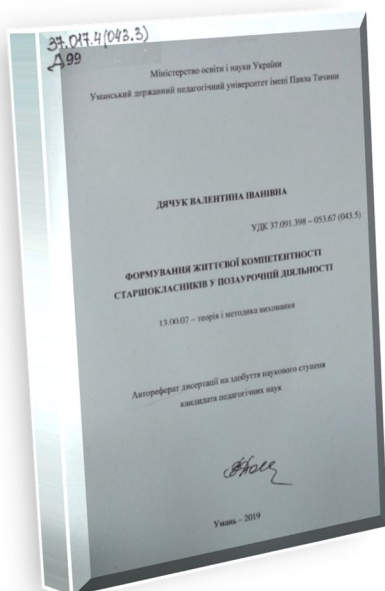 37.017.4(043.3)
Д99
Міністерство освіти і науки України
Уманський державний педагогічний університет імені Павла Тичини
ДЯЧУК ВАЛЕНТИНА ІВАНІВНА
УДК 37.091.398 – 053.67 (043.5)
ФОРМУВАННЯ ЖИТТЄВОЇ КОМПЕТЕНТНОСТІ
СТАРШОКЛАСНИКІВ У ПОЗАУРОЧНІЙ ДІЯЛЬНОСТІ
13.00.07 – теорія і методика виховання
Автореферат дисертації на здобуття наукового ступеня
кандидата педагогічних наук
Умань – 2019